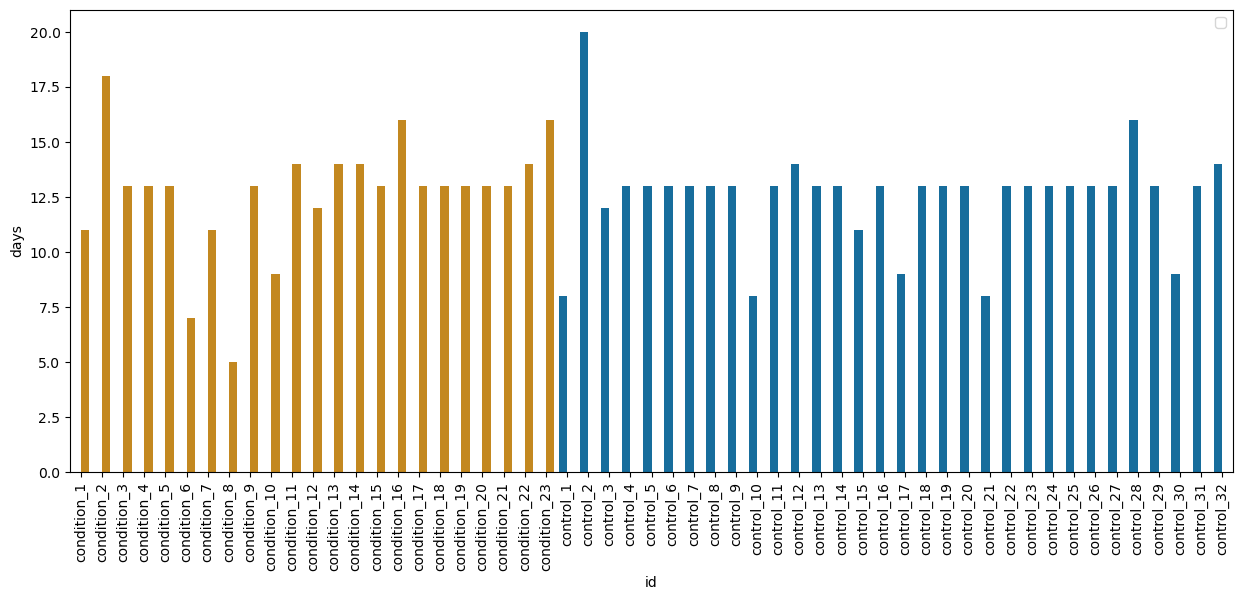 20.0
17.5
15.0
12.5
10.0
7.5
5.0
2.5
0.0
days
condition_1
condition_2
condition_3
condition_4
condition_5
condition_6
condition_7
condition_8
condition_9
condition_10
condition_11
condition_12
condition_13
condition_14
condition_15
condition_16
condition_17
condition_18
condition_19
condition_20
condition_21
condition_22
condition_23
control_1
control_2
control_3
control_4
control_5
control_6
control_7
control_8
control_9
control_10
control_11
control_12
control_13
control_14
control_15
control_16
control_17
control_18
control_19
control_20
control_21
control_22
control_23
control_24
control_25
control_26
control_27
control_28
control_29
control_30
control_31
control_32
id